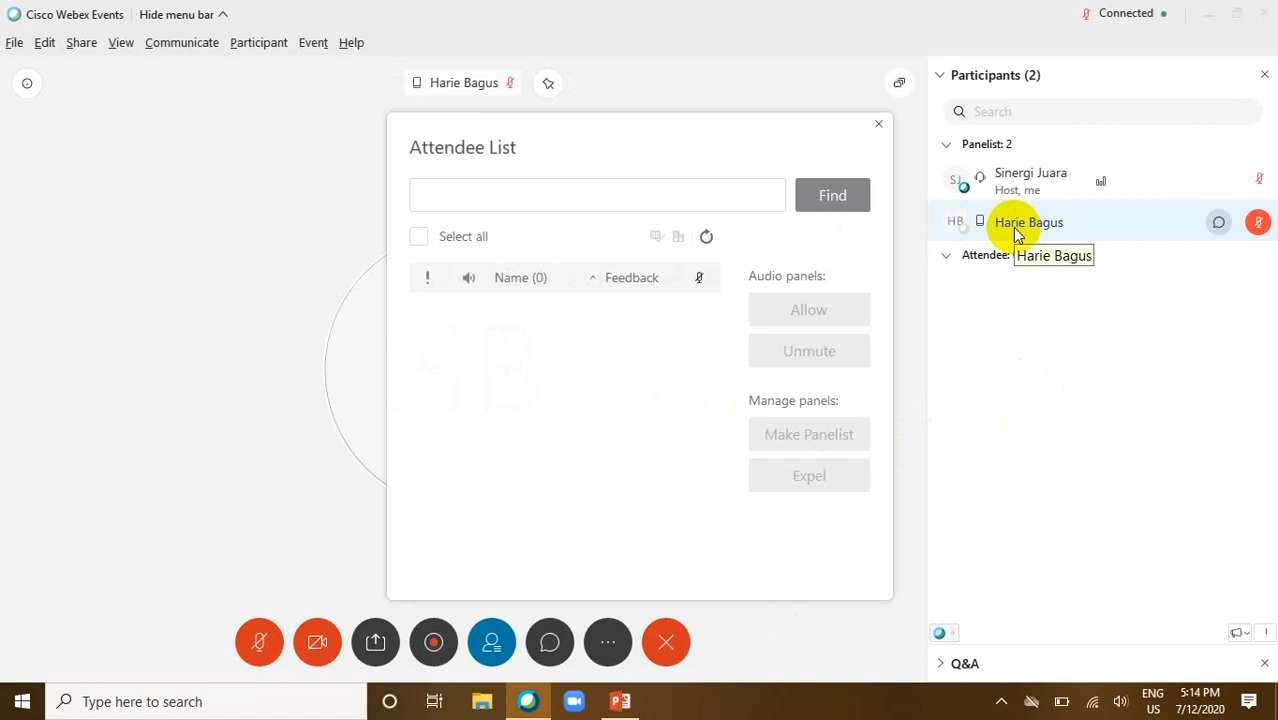 Cisco Webex Events Hide menu bar Connected
File Edit Share View Communicate Participant Event Help
Harie Bagus
Participants (2)
Search
Panelist: 2
SJ Sinergi Juara
Host, me
HB Harie Bagus
Attendee: Harie Bagus
Attendee List
Find
Select all
! Name (0) Feedback
Audio panels:
Allow
Unmute
HB
Manage panels:
Make Panelist
Expel
!
Q&A
Type here to search
ENG
US
5:14 PM
7/12/2020